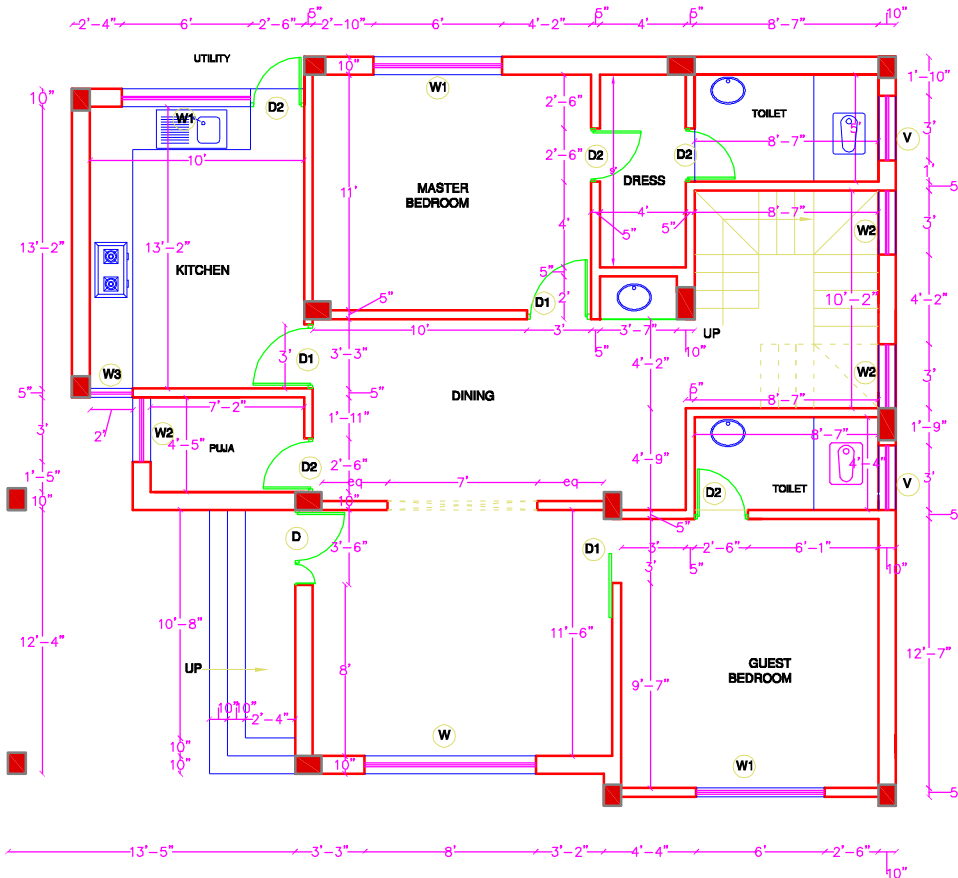 5" 5" 5" 10"
2'-4" 6' 2'-6" 2'-10" 6' 4'-2" 4'-2" 8'-7"
UTILITY
10" 1'-10"
W1
10" D2 2'-6" TOILET 3'
W1 5'
8'-7" V
10' 2'-6" D2 D2
11' 8' 1'
MASTER DRESS 5
BEDROOM
4' 4' 8'-7" 3'
5" 5" W2
13'-2" 13'-2"
KITCHEN 5"
D1 2' 10'-2" 4'-2"
5"
10' 3' 3'-7" UP
3' D1 3'-3" 5" 10" 4'-2"
W3 W2 3'
5" 5" DINING 5"
7'-2" 8'-7"
2' 1'-11" 1'-9"
3' W2 4'-5" PUJA 8'-7"
4'-9" 4'-4"
1'-5" D2 2'-6" 3'
eq 7' eq TOILET V
10" 10" D2
5" 5
D 3'-6" D1 3' 2'-6" 6'-1"
5" 10"
3'
10'-8" 11'-6"
12'-4" 12'-7"
UP 8' GUEST
9'-7" BEDROOM
10" 10" 2'-4"
W
10" W1
10" 10"
5
13'-5" 3'-3" 8' 3'-2" 4'-4" 6' 2'-6"
10"